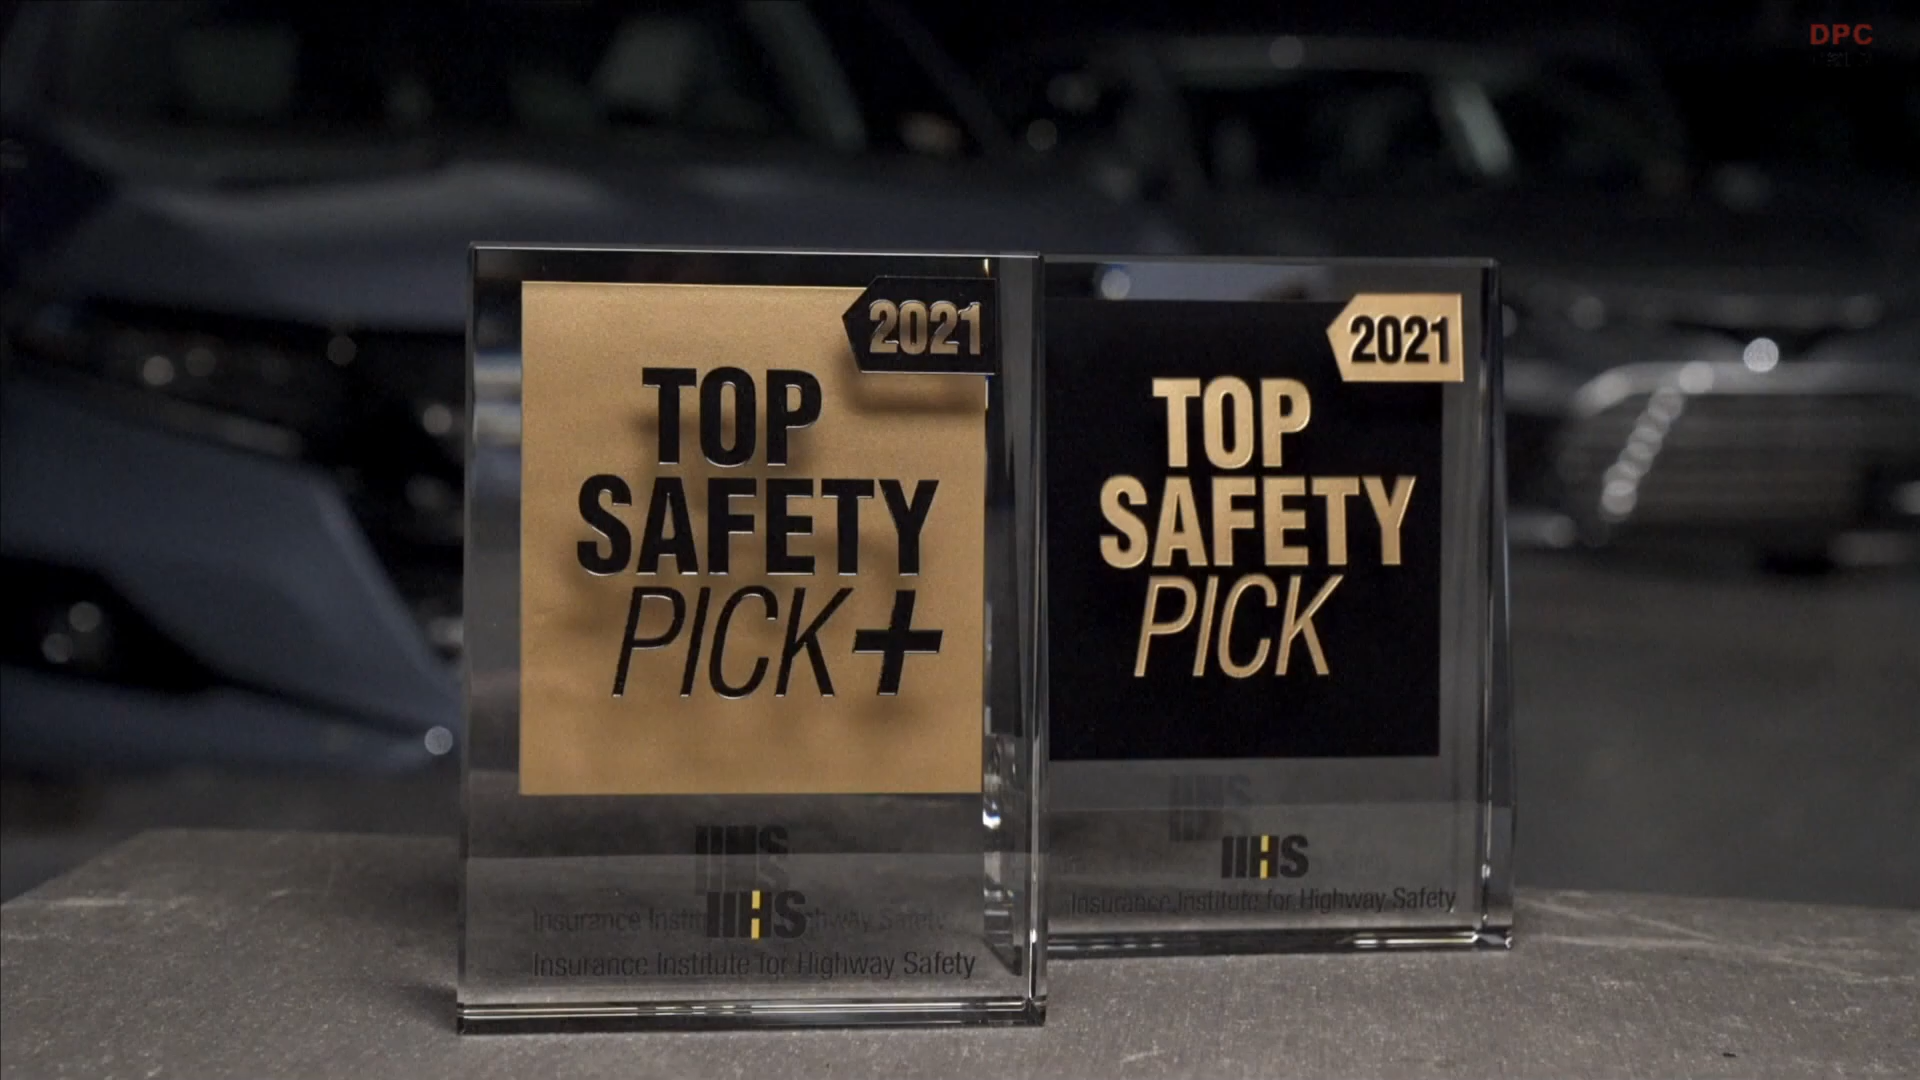 DPC
2021
TOP
SAFETY
PICK+
IIHS
Insurance Institute for Highway Safety
2021
TOP
SAFETY
PICK
IIHS
Insurance Institute for Highway Safety